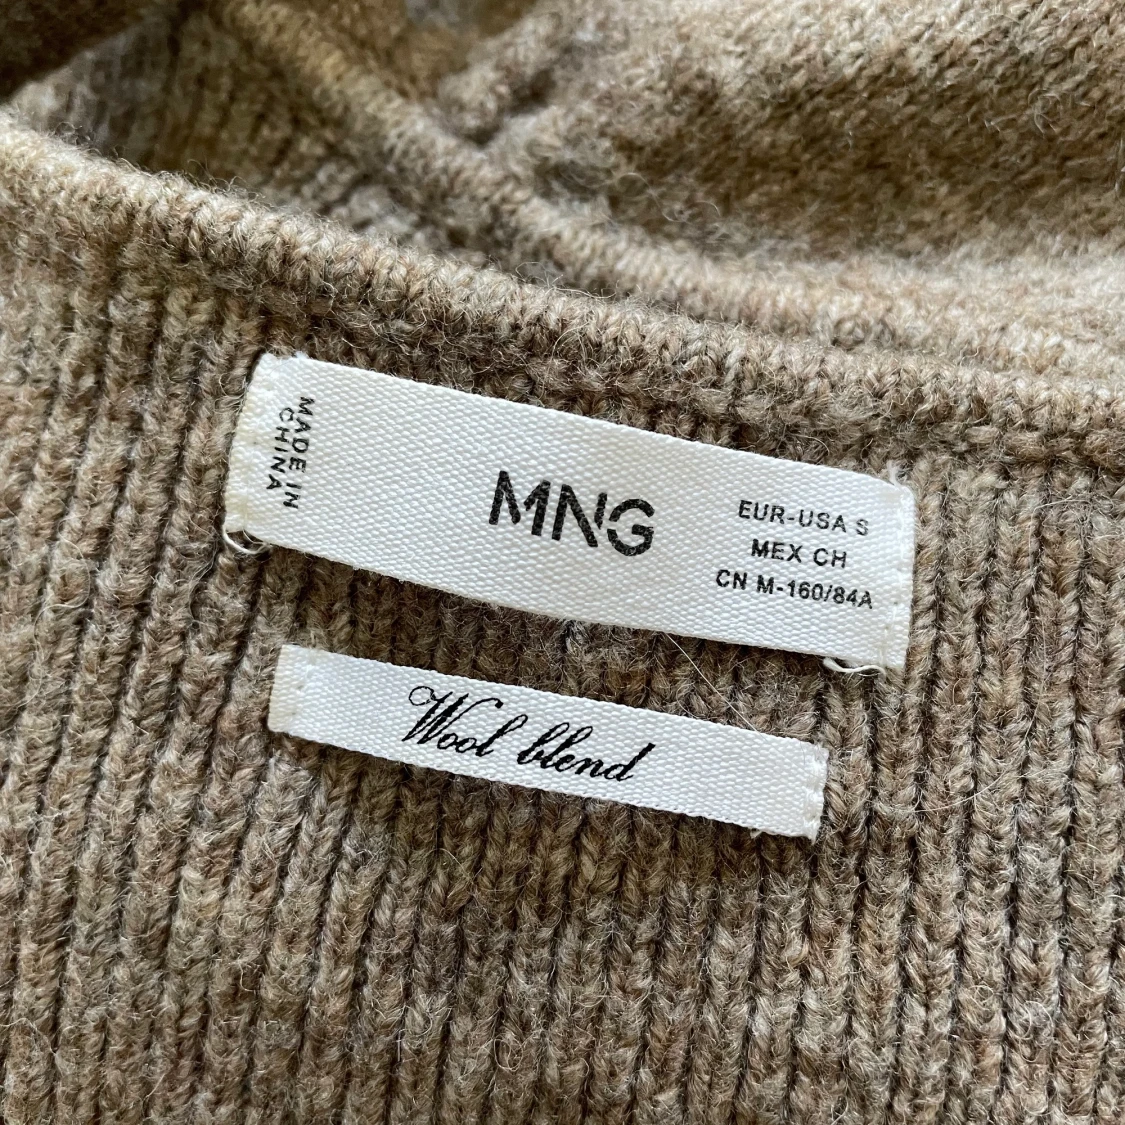 MADE IN
CHINA
MNG
EUR-USA S
MEX CH
CN M-160/84A
Wool blend